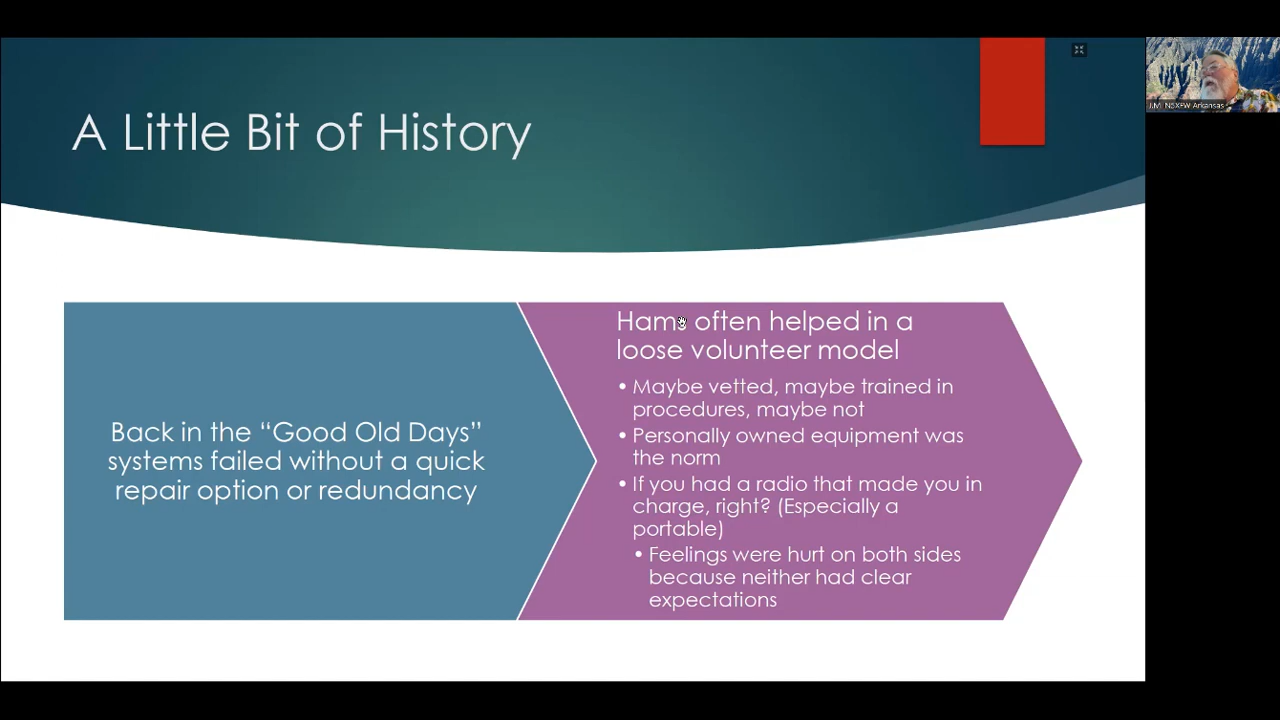 A Little Bit of History
J.M. N5XFW Arkansas
Back in the “Good Old Days”
systems failed without a quick
repair option or redundancy
Hams often helped in a
loose volunteer model
• Maybe vetted, maybe trained in
procedures, maybe not
• Personally owned equipment was
the norm
• If you had a radio that made you in
charge, right? (Especially a
portable)
• Feelings were hurt on both sides
because neither had clear
expectations